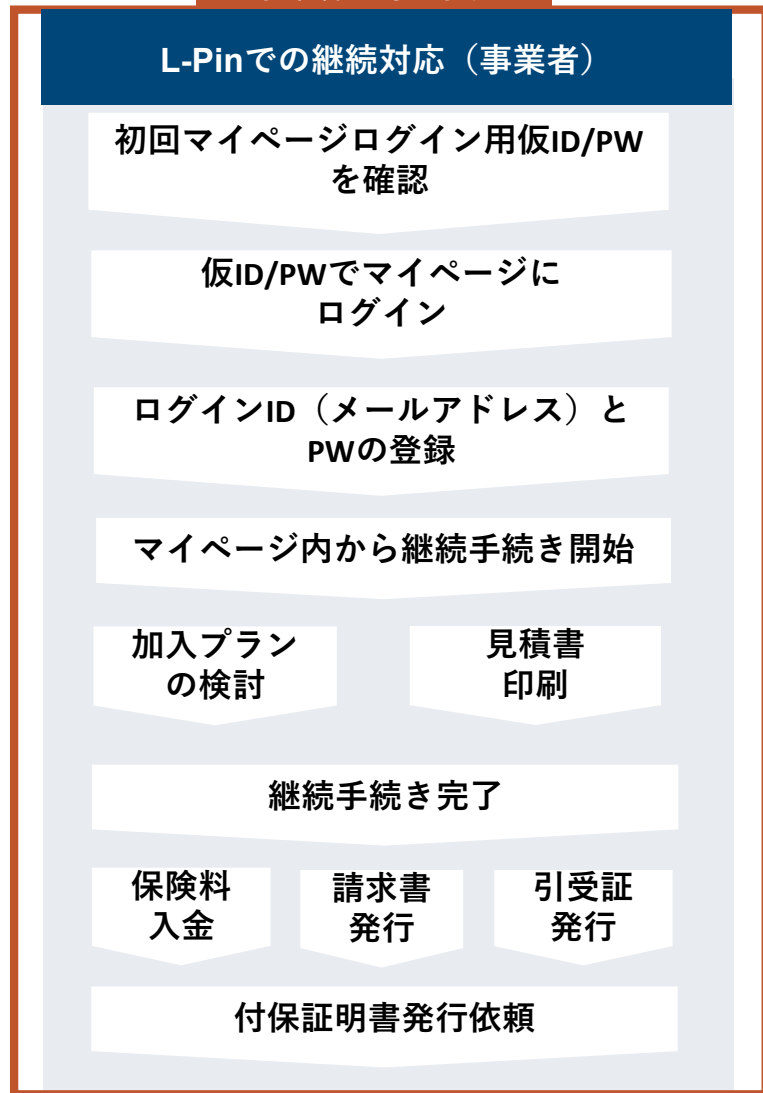 L-Pinでの継続対応（事業者）
初回マイページログイン用仮ID/PW
を確認
仮ID/PWでマイページに
ログイン
ログインID（メールアドレス）と
PWの登録
マイページ内から継続手続き開始
加入プラン
の検討
見積書
印刷
継続手続き完了
保険料
入金
請求書
発行
引受証
発行
付保証明書発行依頼